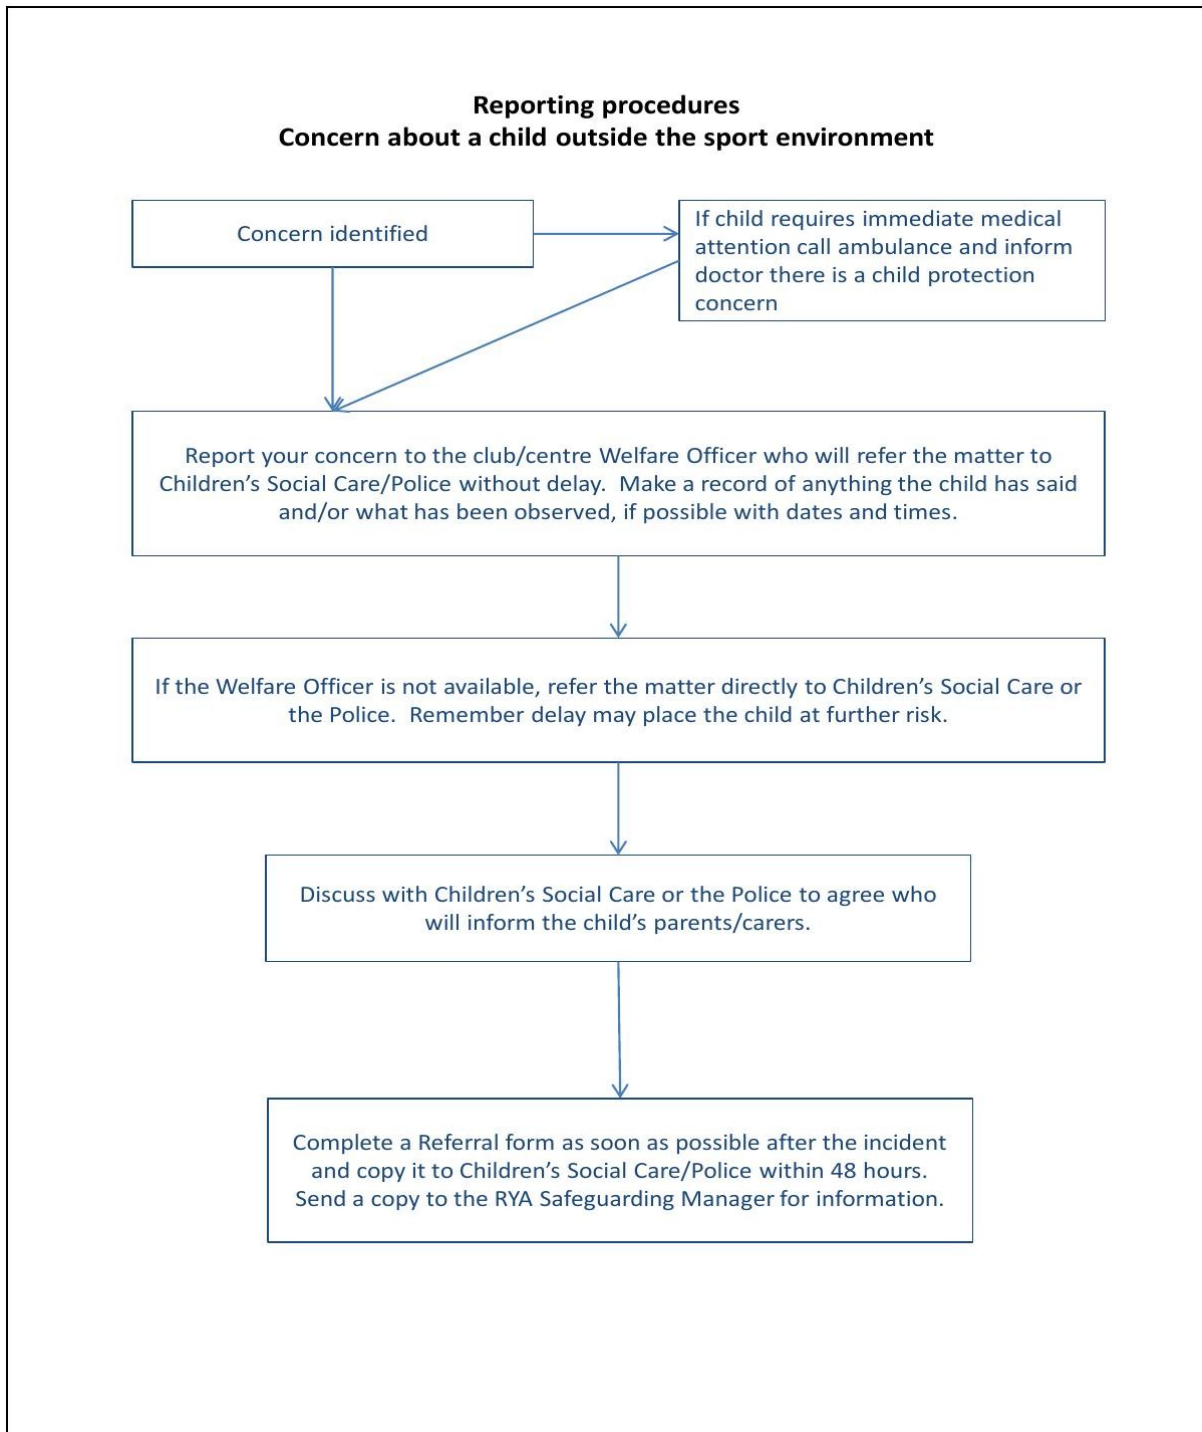 Reporting procedures
Concern about a child outside the sport environment
Concern identified
If child requires immediate medical
attention call ambulance and inform
doctor there is a child protection
concern
Report your concern to the club/centre Welfare Officer who will refer the matter to
Children’s Social Care/Police without delay.  Make a record of anything the child has said
and/or what has been observed, if possible with dates and times.
If the Welfare Officer is not available, refer the matter directly to Children’s Social Care or
the Police.  Remember delay may place the child at further risk.
Discuss with Children’s Social Care or the Police to agree who
will inform the child’s parents/carers.
Complete a Referral form as soon as possible after the incident
and copy it to Children’s Social Care/Police within 48 hours.
Send a copy to the RYA Safeguarding Manager for information.